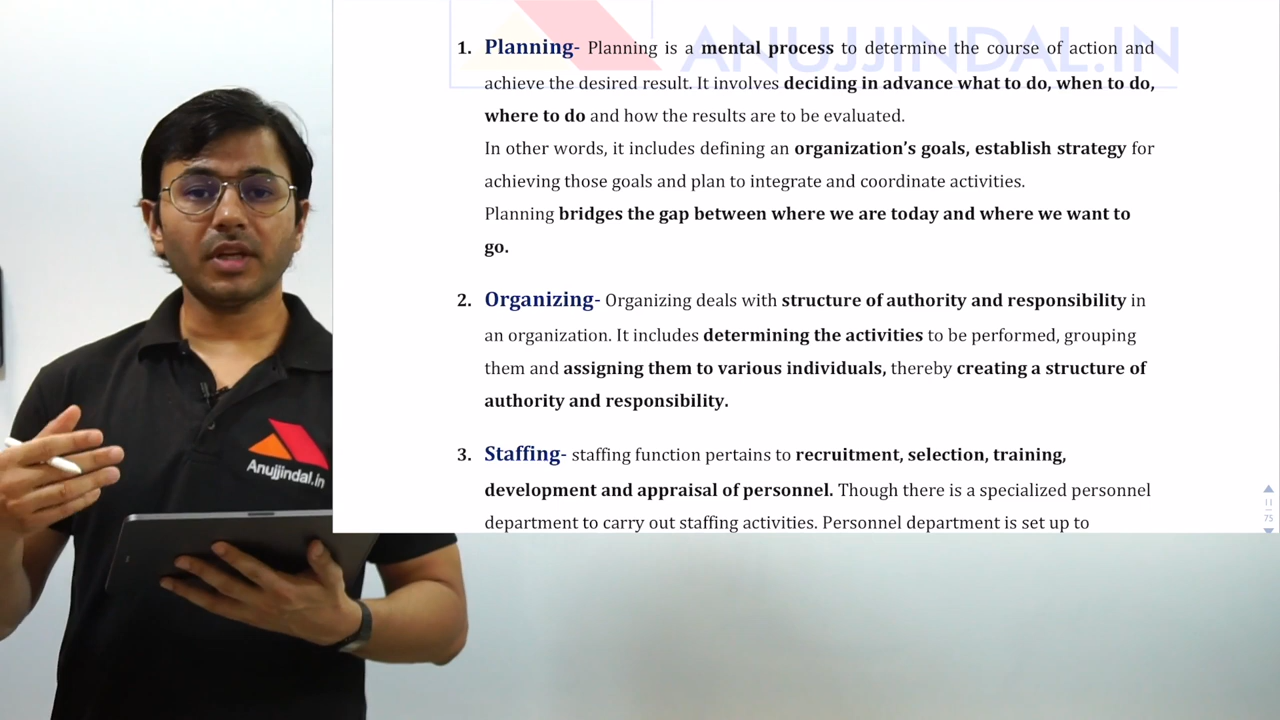 ANUJJINDAL.IN
1. Planning- Planning is a mental process to determine the course of action and
achieve the desired result. It involves deciding in advance what to do, when to do,
where to do and how the results are to be evaluated.
In other words, it includes defining an organization’s goals, establish strategy for
achieving those goals and plan to integrate and coordinate activities.
Planning bridges the gap between where we are today and where we want to
go.
2. Organizing- Organizing deals with structure of authority and responsibility in
an organization. It includes determining the activities to be performed, grouping
them and assigning them to various individuals, thereby creating a structure of
authority and responsibility.
3. Staffing- staffing function pertains to recruitment, selection, training,
development and appraisal of personnel. Though there is a specialized personnel
department to carry out staffing activities. Personnel department is set up to
Anujjindal.in
11
75